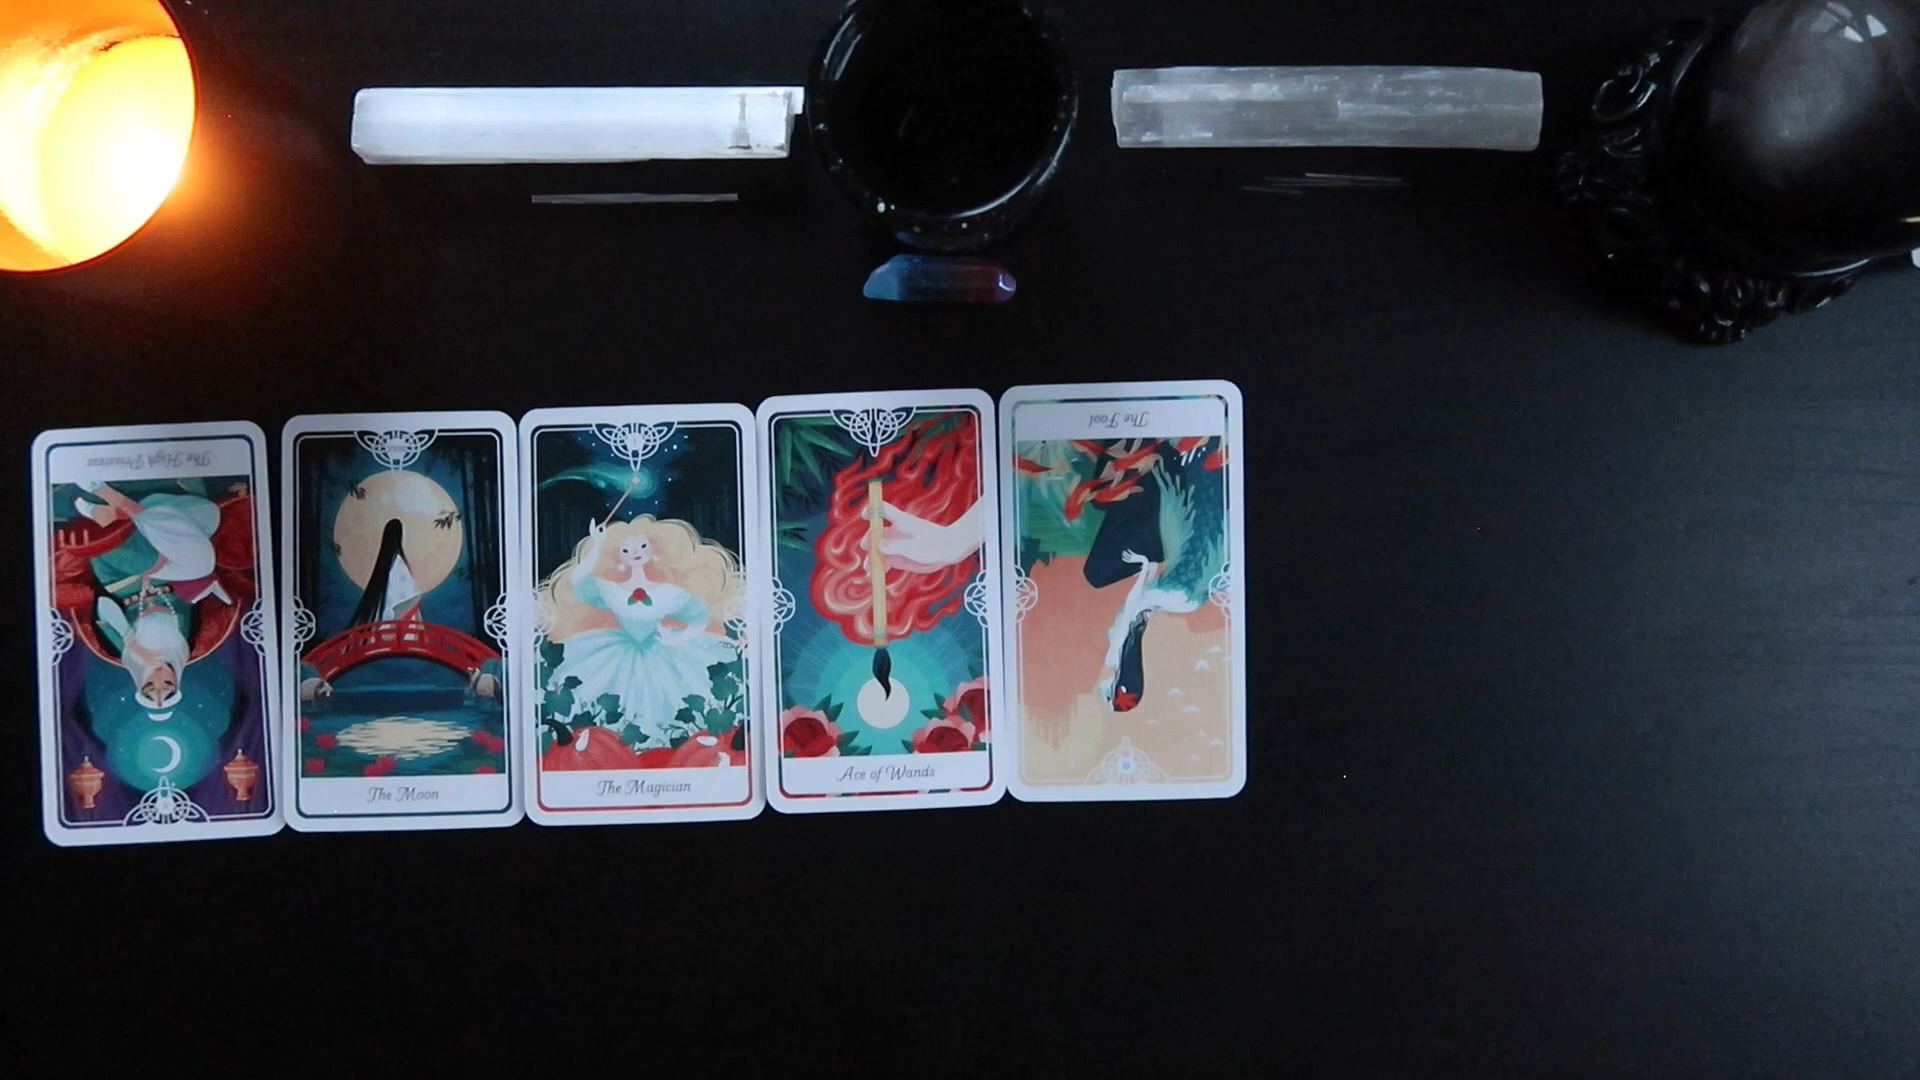 The High Priestess
The Moon
The Magician
Ace of Wands
The Fool